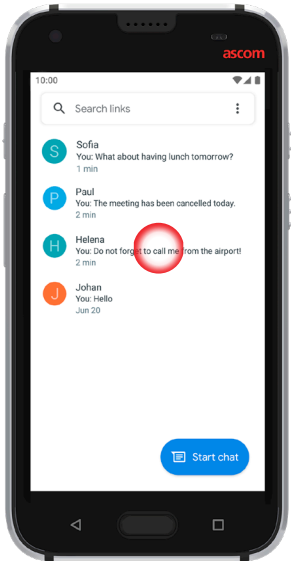 ascom
10:00
Search links
S
Sofia
You: What about having lunch tomorrow?
1 min
P
Paul
You: The meeting has been cancelled today.
2 min
H
Helena
You: Do not forget to call me from the airport!
2 min
J
Johan
You: Hello
Jun 20
Start chat